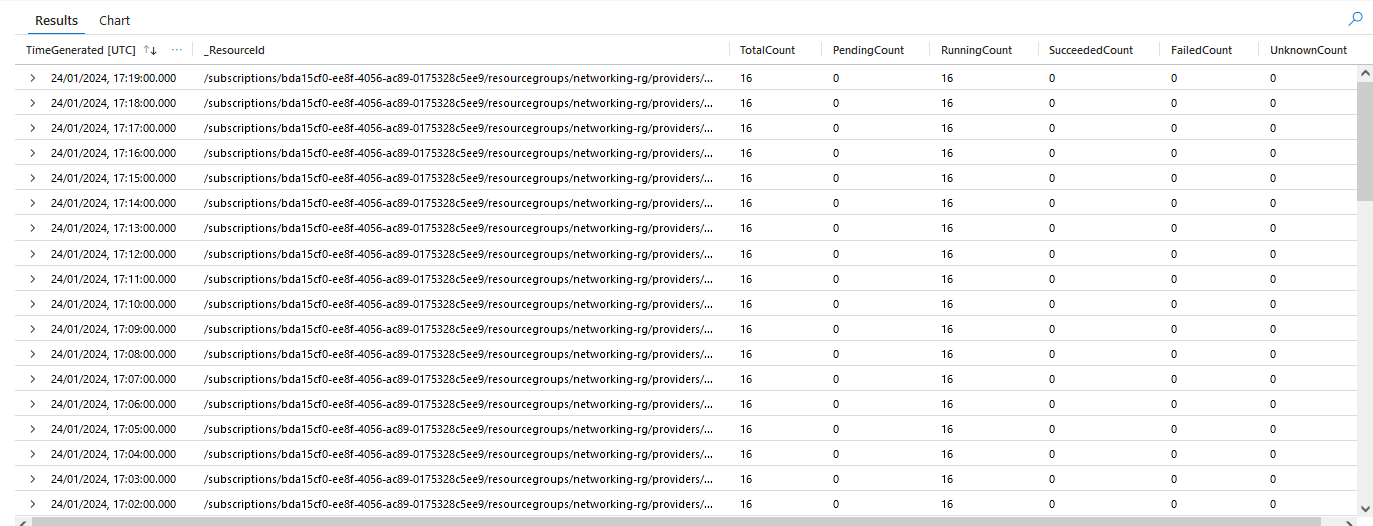 Results Chart
TimeGenerated [UTC] ↑↓ ··· _ResourceId TotalCount PendingCount RunningCount SucceededCount FailedCount UnknownCount
24/01/2024, 17:19:00.000 /subscriptions/bda15cf0-ee8f-4056-ac89-0175328c5ee9/resourcegroups/networking-rg/providers/... 16 0 16 0 0 0
24/01/2024, 17:18:00.000 /subscriptions/bda15cf0-ee8f-4056-ac89-0175328c5ee9/resourcegroups/networking-rg/providers/... 16 0 16 0 0 0
24/01/2024, 17:17:00.000 /subscriptions/bda15cf0-ee8f-4056-ac89-0175328c5ee9/resourcegroups/networking-rg/providers/... 16 0 16 0 0 0
24/01/2024, 17:16:00.000 /subscriptions/bda15cf0-ee8f-4056-ac89-0175328c5ee9/resourcegroups/networking-rg/providers/... 16 0 16 0 0 0
24/01/2024, 17:15:00.000 /subscriptions/bda15cf0-ee8f-4056-ac89-0175328c5ee9/resourcegroups/networking-rg/providers/... 16 0 16 0 0 0
24/01/2024, 17:14:00.000 /subscriptions/bda15cf0-ee8f-4056-ac89-0175328c5ee9/resourcegroups/networking-rg/providers/... 16 0 16 0 0 0
24/01/2024, 17:13:00.000 /subscriptions/bda15cf0-ee8f-4056-ac89-0175328c5ee9/resourcegroups/networking-rg/providers/... 16 0 16 0 0 0
24/01/2024, 17:12:00.000 /subscriptions/bda15cf0-ee8f-4056-ac89-0175328c5ee9/resourcegroups/networking-rg/providers/... 16 0 16 0 0 0
24/01/2024, 17:11:00.000 /subscriptions/bda15cf0-ee8f-4056-ac89-0175328c5ee9/resourcegroups/networking-rg/providers/... 16 0 16 0 0 0
24/01/2024, 17:10:00.000 /subscriptions/bda15cf0-ee8f-4056-ac89-0175328c5ee9/resourcegroups/networking-rg/providers/... 16 0 16 0 0 0
24/01/2024, 17:09:00.000 /subscriptions/bda15cf0-ee8f-4056-ac89-0175328c5ee9/resourcegroups/networking-rg/providers/... 16 0 16 0 0 0
24/01/2024, 17:08:00.000 /subscriptions/bda15cf0-ee8f-4056-ac89-0175328c5ee9/resourcegroups/networking-rg/providers/... 16 0 16 0 0 0
24/01/2024, 17:07:00.000 /subscriptions/bda15cf0-ee8f-4056-ac89-0175328c5ee9/resourcegroups/networking-rg/providers/... 16 0 16 0 0 0
24/01/2024, 17:06:00.000 /subscriptions/bda15cf0-ee8f-4056-ac89-0175328c5ee9/resourcegroups/networking-rg/providers/... 16 0 16 0 0 0
24/01/2024, 17:05:00.000 /subscriptions/bda15cf0-ee8f-4056-ac89-0175328c5ee9/resourcegroups/networking-rg/providers/... 16 0 16 0 0 0
24/01/2024, 17:04:00.000 /subscriptions/bda15cf0-ee8f-4056-ac89-0175328c5ee9/resourcegroups/networking-rg/providers/... 16 0 16 0 0 0
24/01/2024, 17:03:00.000 /subscriptions/bda15cf0-ee8f-4056-ac89-0175328c5ee9/resourcegroups/networking-rg/providers/... 16 0 16 0 0 0
24/01/2024, 17:02:00.000 /subscriptions/bda15cf0-ee8f-4056-ac89-0175328c5ee9/resourcegroups/networking-rg/providers/... 16 0 16 0 0 0